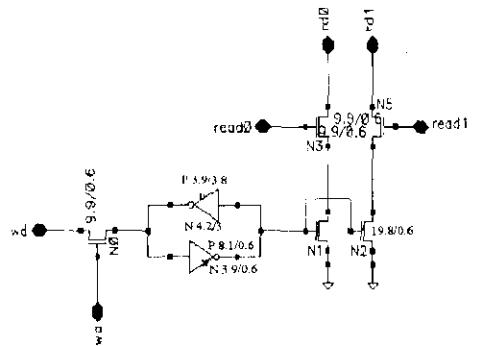 rd0
rd1
9.9/0.6
N5
read0
9.9/0.6
read1
N3
P 3.9/3.8
9.9/0.6
N 4.2/3
wd
N0
P 8.1/0.6
N 3.9/0.6
N1
N2
19.8/0.6
wa